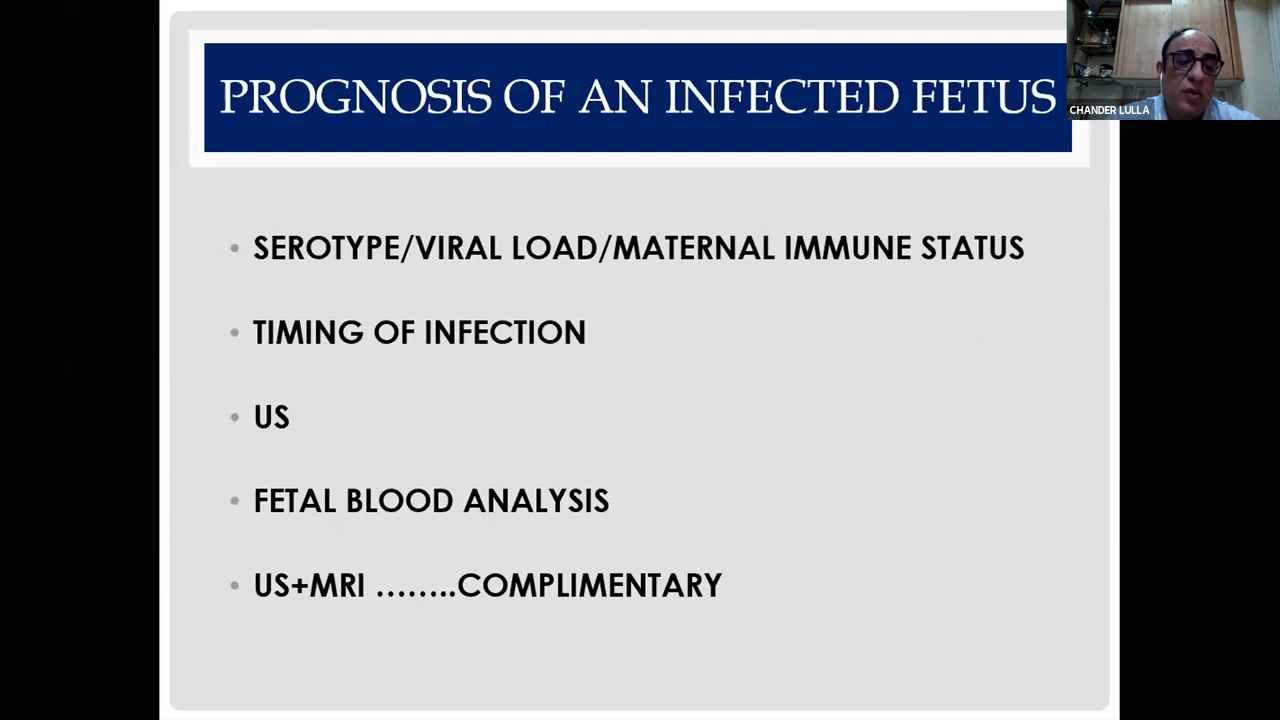 PROGNOSIS OF AN INFECTED FETUS
CHANDER LULLA
• SEROTYPE/VIRAL LOAD/MATERNAL IMMUNE STATUS
• TIMING OF INFECTION
• US
• FETAL BLOOD ANALYSIS
• US+MRI ........COMPLIMENTARY